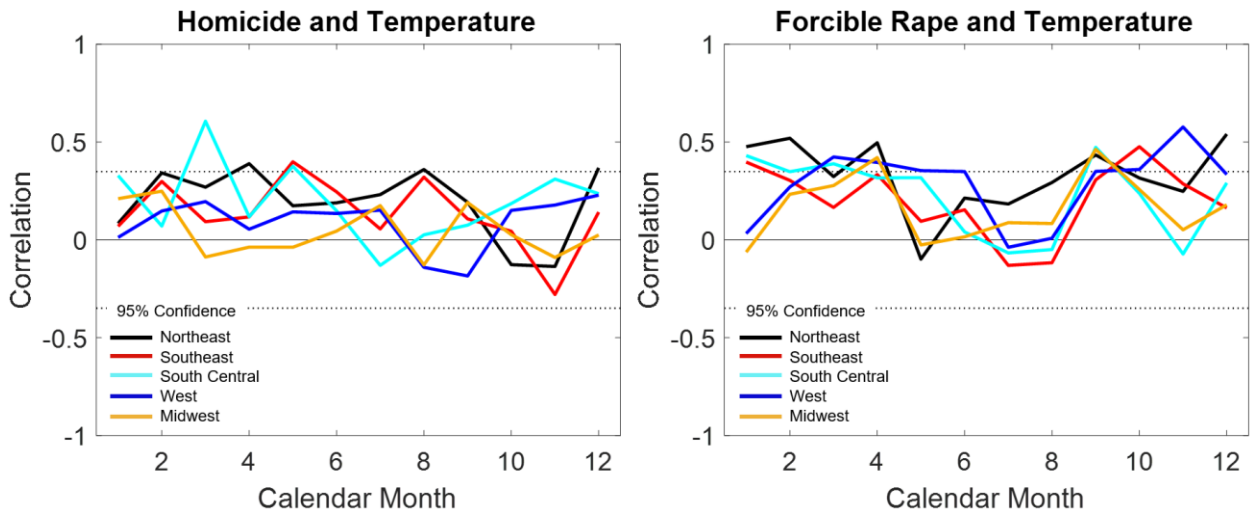 Homicide and Temperature
1
0.5
0
-0.5
-1
Correlation
95% Confidence
Northeast
Southeast
South Central
West
Midwest
2 4 6 8 10 12
Calendar Month
Forcible Rape and Temperature
1
0.5
0
-0.5
-1
Correlation
95% Confidence
Northeast
Southeast
South Central
West
Midwest
2 4 6 8 10 12
Calendar Month